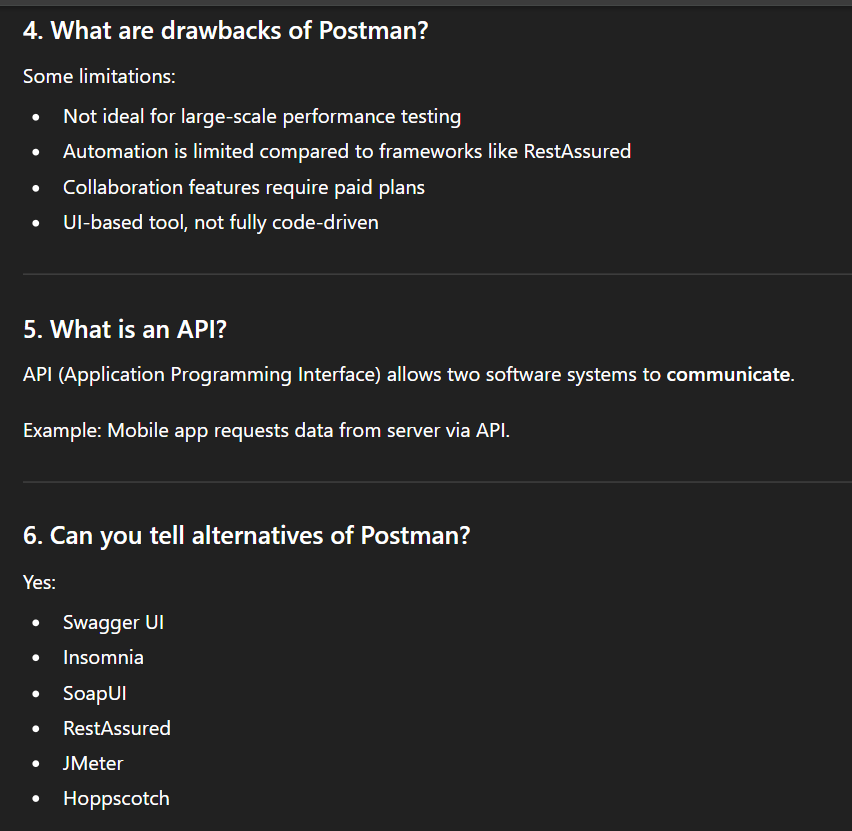 4. What are drawbacks of Postman?
Some limitations:
• Not ideal for large-scale performance testing
• Automation is limited compared to frameworks like RestAssured
• Collaboration features require paid plans
• UI-based tool, not fully code-driven
5. What is an API?
API (Application Programming Interface) allows two software systems to communicate.
Example: Mobile app requests data from server via API.
6. Can you tell alternatives of Postman?
Yes:
• Swagger UI
• Insomnia
• SoapUI
• RestAssured
• JMeter
• Hoppscotch